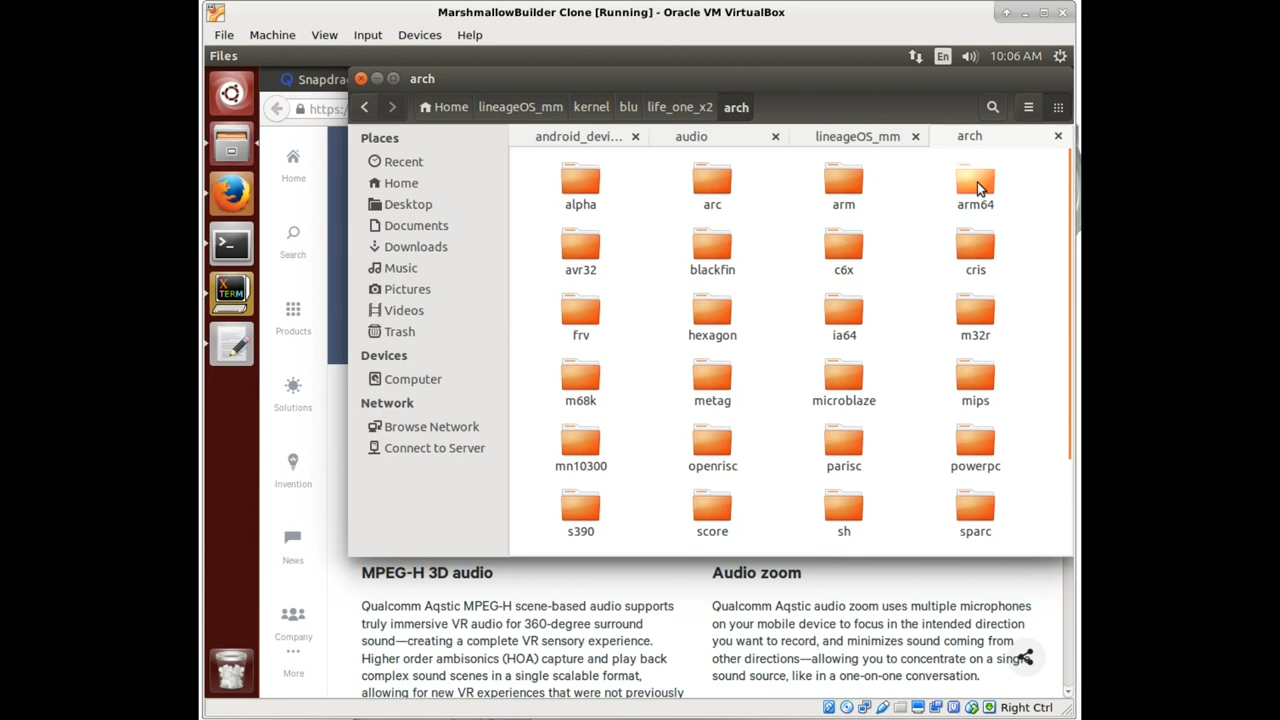 MarshmallowBuilder Clone [Running] - Oracle VM VirtualBox
File Machine View Input Devices Help
Files
En
10:06 AM
Snapdra
https:/
arch
Home lineageOS_mm kernel blu life_one_x2 arch
Places
Recent
Home
Desktop
Documents
Downloads
Music
Pictures
Videos
Trash
Devices
Computer
Network
Browse Network
Connect to Server
android_devi... audio lineageOS_mm arch
alpha arc arm arm64
avr32 blackfin c6x cris
frv hexagon ia64 m32r
m68k metag microblaze mips
mn10300 openrisc parisc powerpc
s390 score sh sparc
Home
Search
Products
Solutions
Invention
News
Company
More
X
TERM
MPEG-H 3D audio
Qualcomm Aqstic MPEG-H scene-based audio supports
truly immersive VR audio for 360-degree surround
sound—creating a complete VR sensory experience.
Higher order ambisonics (HOA) capture and play back
complex sound scenes in a single scalable format,
allowing for new VR experiences that were not previously
Audio zoom
Qualcomm Aqstic audio zoom uses multiple microphones
on your mobile device to focus in the intended direction
you want to record, and minimizes sound coming from
other directions—allowing you to concentrate on a single
sound source, like in a one-on-one conversation.
Right Ctrl